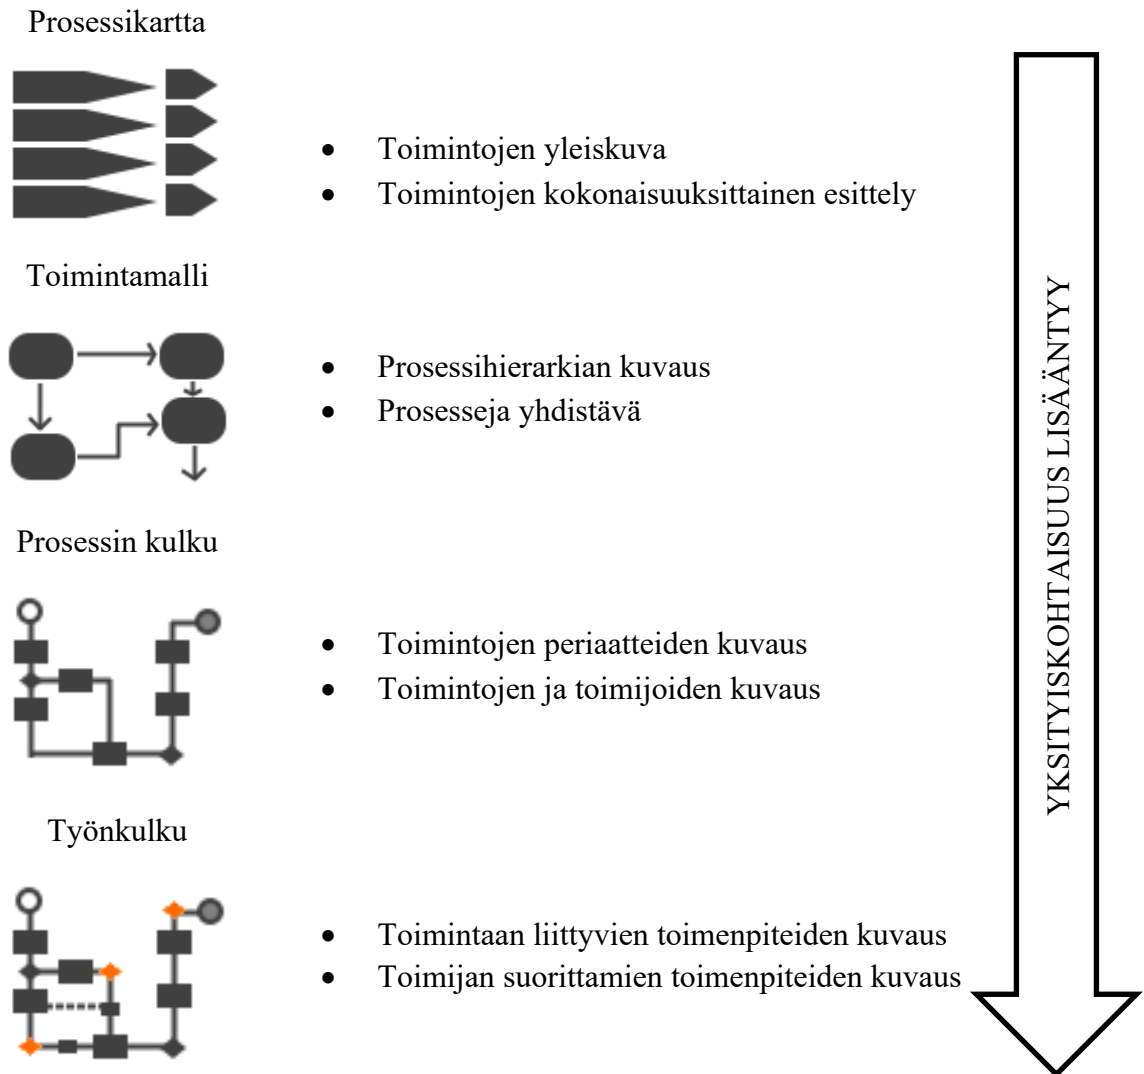 Prosessikartta
• Toimintojen yleiskuva
• Toimintojen kokonaisuuksittainen esittely
Toimintamalli
• Prosessihierarkian kuvaus
• Prosesseja yhdistävä
Prosessin kulku
• Toimintojen periaatteiden kuvaus
• Toimintojen ja toimijoiden kuvaus
Työnkulku
• Toimintaan liittyvien toimenpiteiden kuvaus
• Toimijan suorittamien toimenpiteiden kuvaus
YKSITYISKOHTAISUUS LISÄÄNTYY